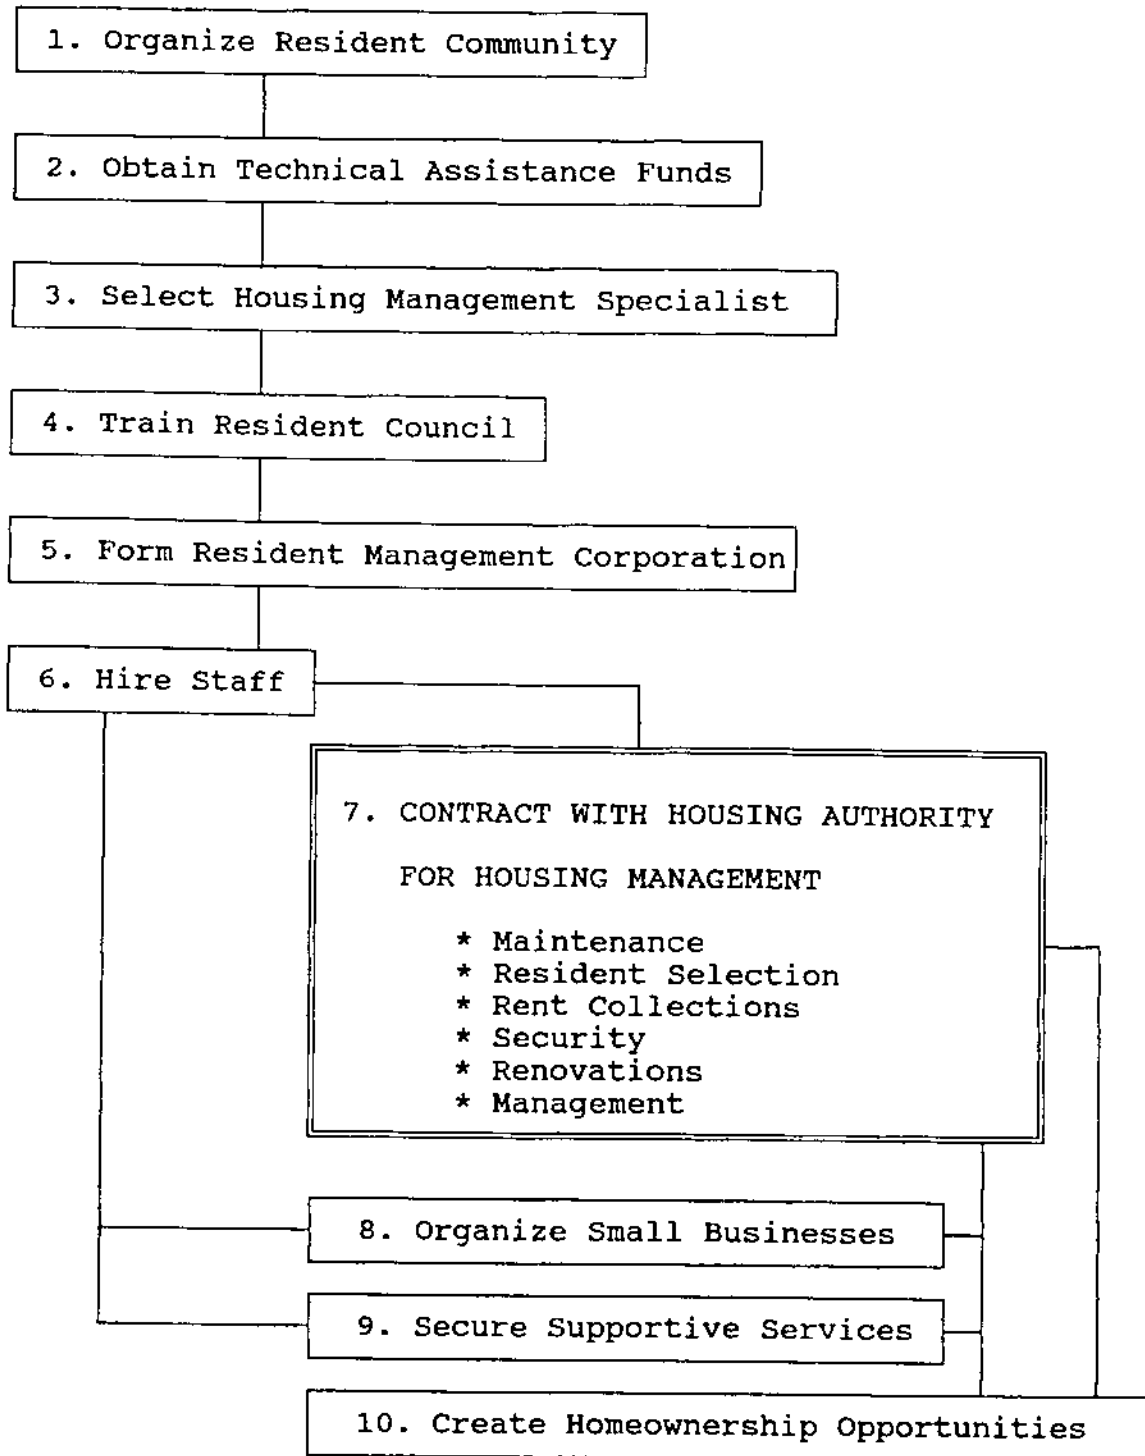 1. Organize Resident Community
2. Obtain Technical Assistance Funds
3. Select Housing Management Specialist
4. Train Resident Council
5. Form Resident Management Corporation
6. Hire Staff
7. CONTRACT WITH HOUSING AUTHORITY
FOR HOUSING MANAGEMENT
* Maintenance
* Resident Selection
* Rent Collections
* Security
* Renovations
* Management
8. Organize Small Businesses
9. Secure Supportive Services
10. Create Homeownership Opportunities